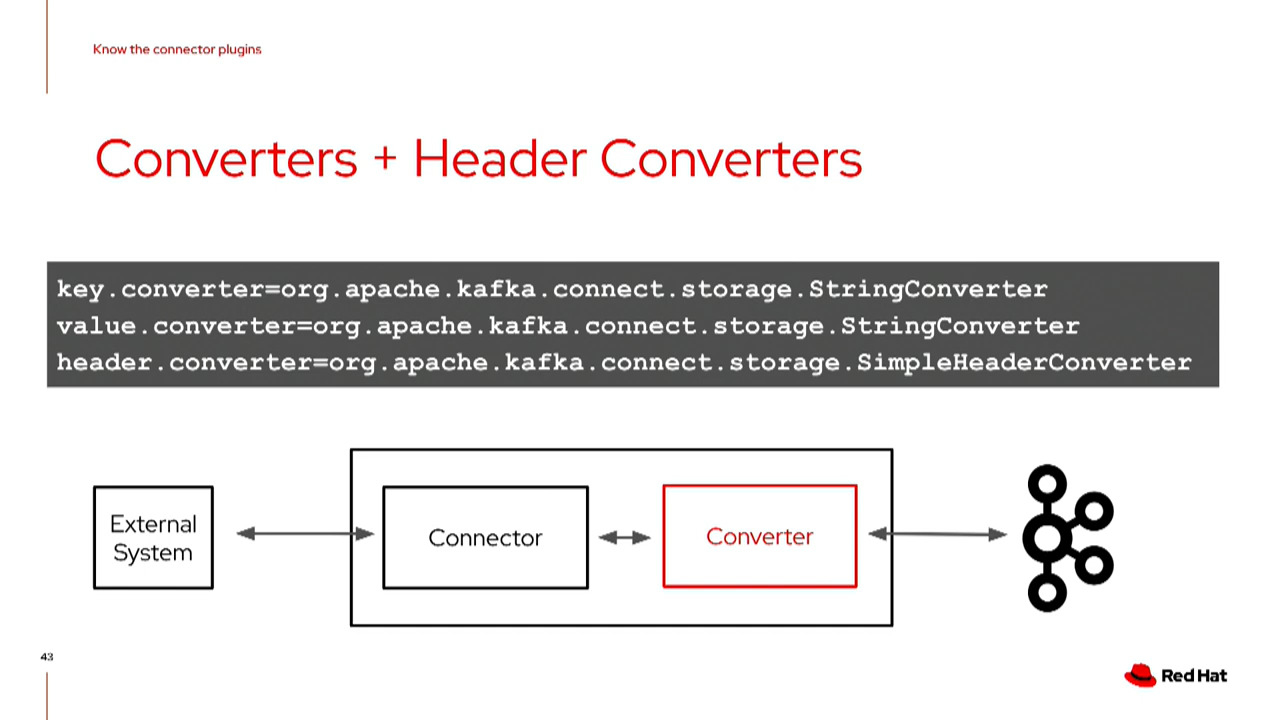 Know the connector plugins
Converters + Header Converters
key.converter=org.apache.kafka.connect.storage.StringConverter
value.converter=org.apache.kafka.connect.storage.StringConverter
header.converter=org.apache.kafka.connect.storage.SimpleHeaderConverter
External
System
Connector
Converter
43
Red Hat